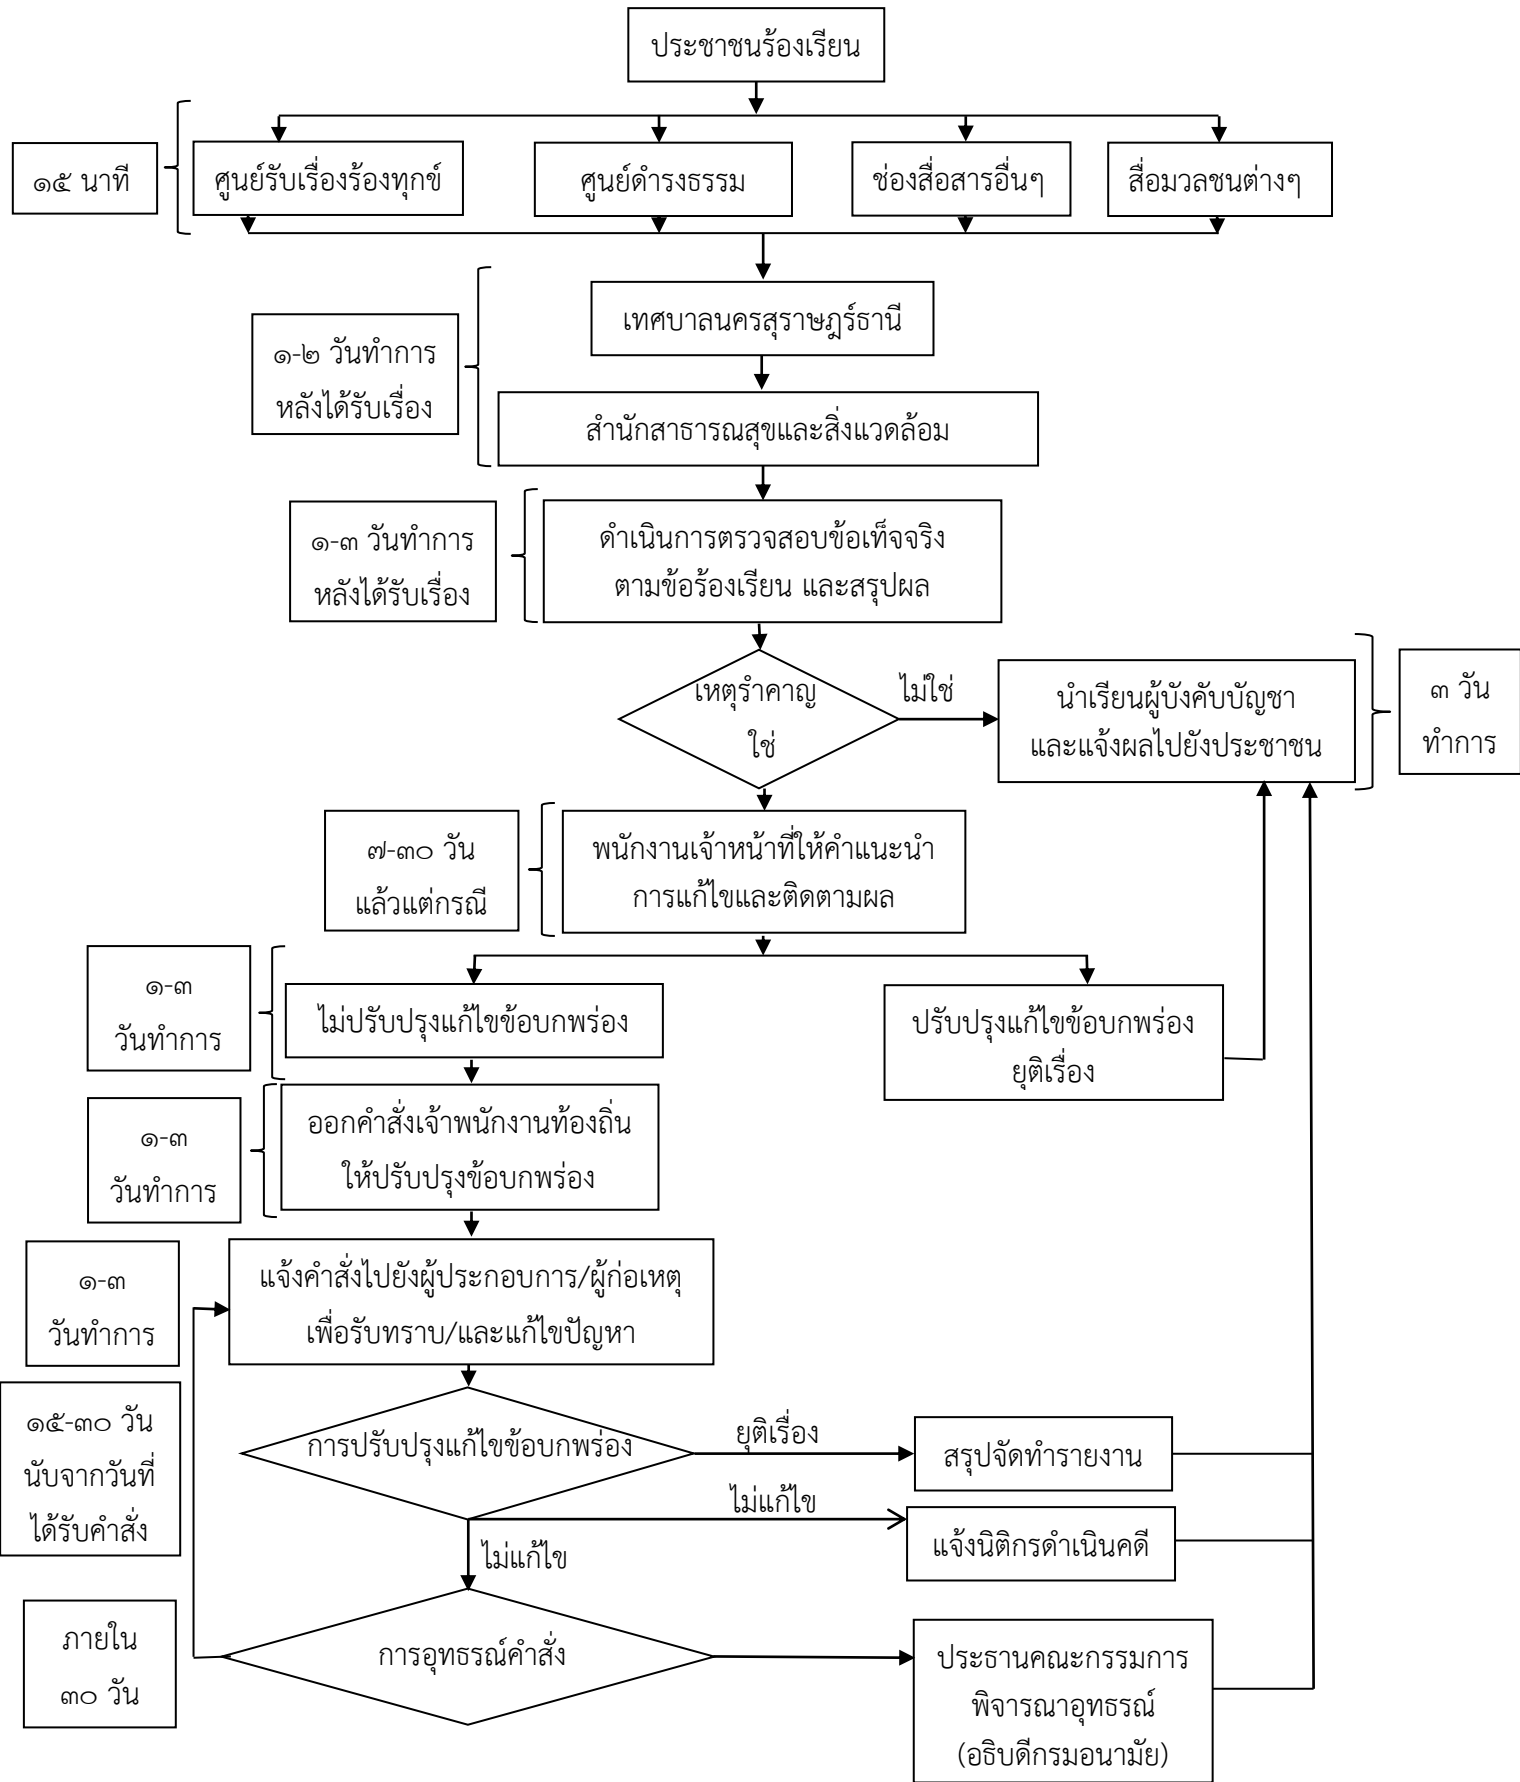 ประชาชนร้องเรียน
๑๕ นาที
ศูนย์รับเรื่องร้องทุกข์
ศูนย์ดำรงธรรม
ช่องสื่อสารอื่นๆ
สื่อมวลชนต่างๆ
เทศบาลนครสุราษฎร์ธานี
๑-๒ วันทำการ
หลังได้รับเรื่อง
สำนักสาธารณสุขและสิ่งแวดล้อม
๑-๓ วันทำการ
หลังได้รับเรื่อง
ดำเนินการตรวจสอบข้อเท็จจริง
ตามข้อร้องเรียน และสรุปผล
เหตุรำคาญ
ใช่
ไม่ใช่
นำเรียนผู้บังคับบัญชา
และแจ้งผลไปยังประชาชน
๓ วัน
ทำการ
๗-๓๐ วัน
แล้วแต่กรณี
พนักงานเจ้าหน้าที่ให้คำแนะนำ
การแก้ไขและติดตามผล
๑-๓
วันทำการ
ไม่ปรับปรุงแก้ไขข้อบกพร่อง
ปรับปรุงแก้ไขข้อบกพร่อง
ยุติเรื่อง
๑-๓
วันทำการ
ออกคำสั่งเจ้าพนักงานท้องถิ่น
ให้ปรับปรุงข้อบกพร่อง
๑-๓
วันทำการ
แจ้งคำสั่งไปยังผู้ประกอบการ/ผู้ก่อเหตุ
เพื่อรับทราบ/และแก้ไขปัญหา
๑๕-๓๐ วัน
นับจากวันที่
ได้รับคำสั่ง
การปรับปรุงแก้ไขข้อบกพร่อง
ยุติเรื่อง
สรุปจัดทำรายงาน
ไม่แก้ไข
แจ้งนิติกรดำเนินคดี
ไม่แก้ไข
ภายใน
๓๐ วัน
การอุทธรณ์คำสั่ง
ประธานคณะกรรมการ
พิจารณาอุทธรณ์
(อธิบดีกรมอนามัย)